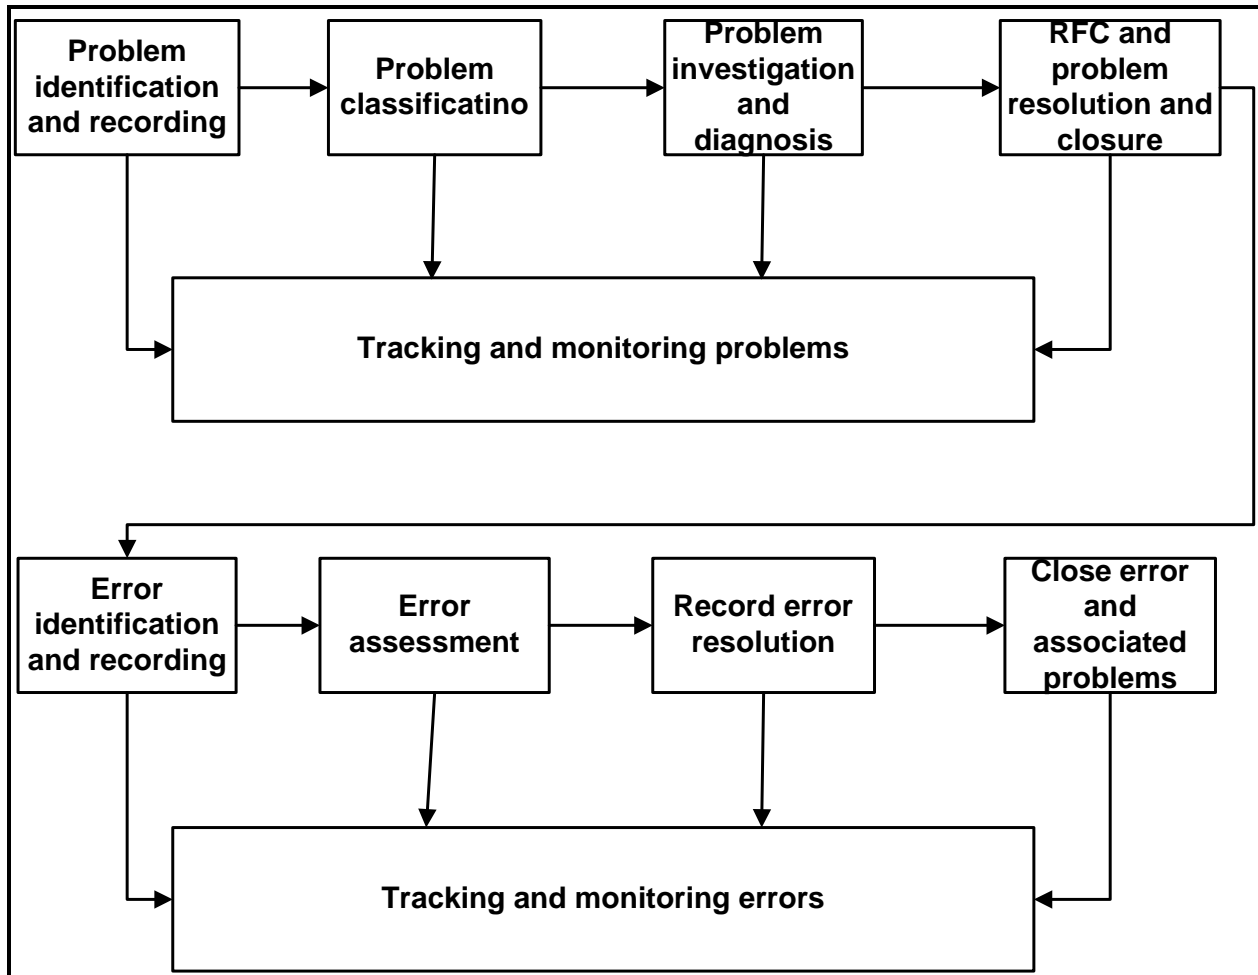 Problem
identification
and recording
Problem
classificatino
Problem
investigation
and
diagnosis
RFC and
problem
resolution and
closure
Tracking and monitoring problems
Error
identification
and recording
Error
assessment
Record error
resolution
Close error
and
associated
problems
Tracking and monitoring errors